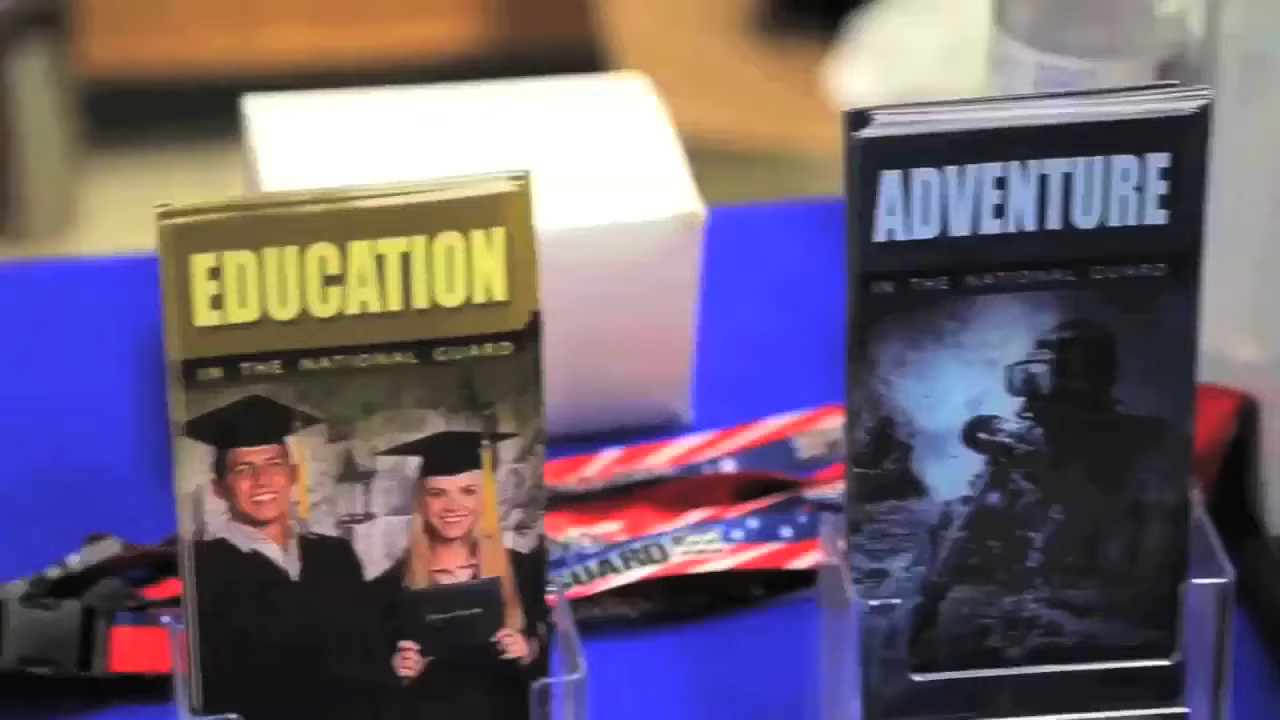 EDUCATION
IN THE NATIONAL GUARD
ADVENTURE
IN THE NATIONAL GUARD
GUARD